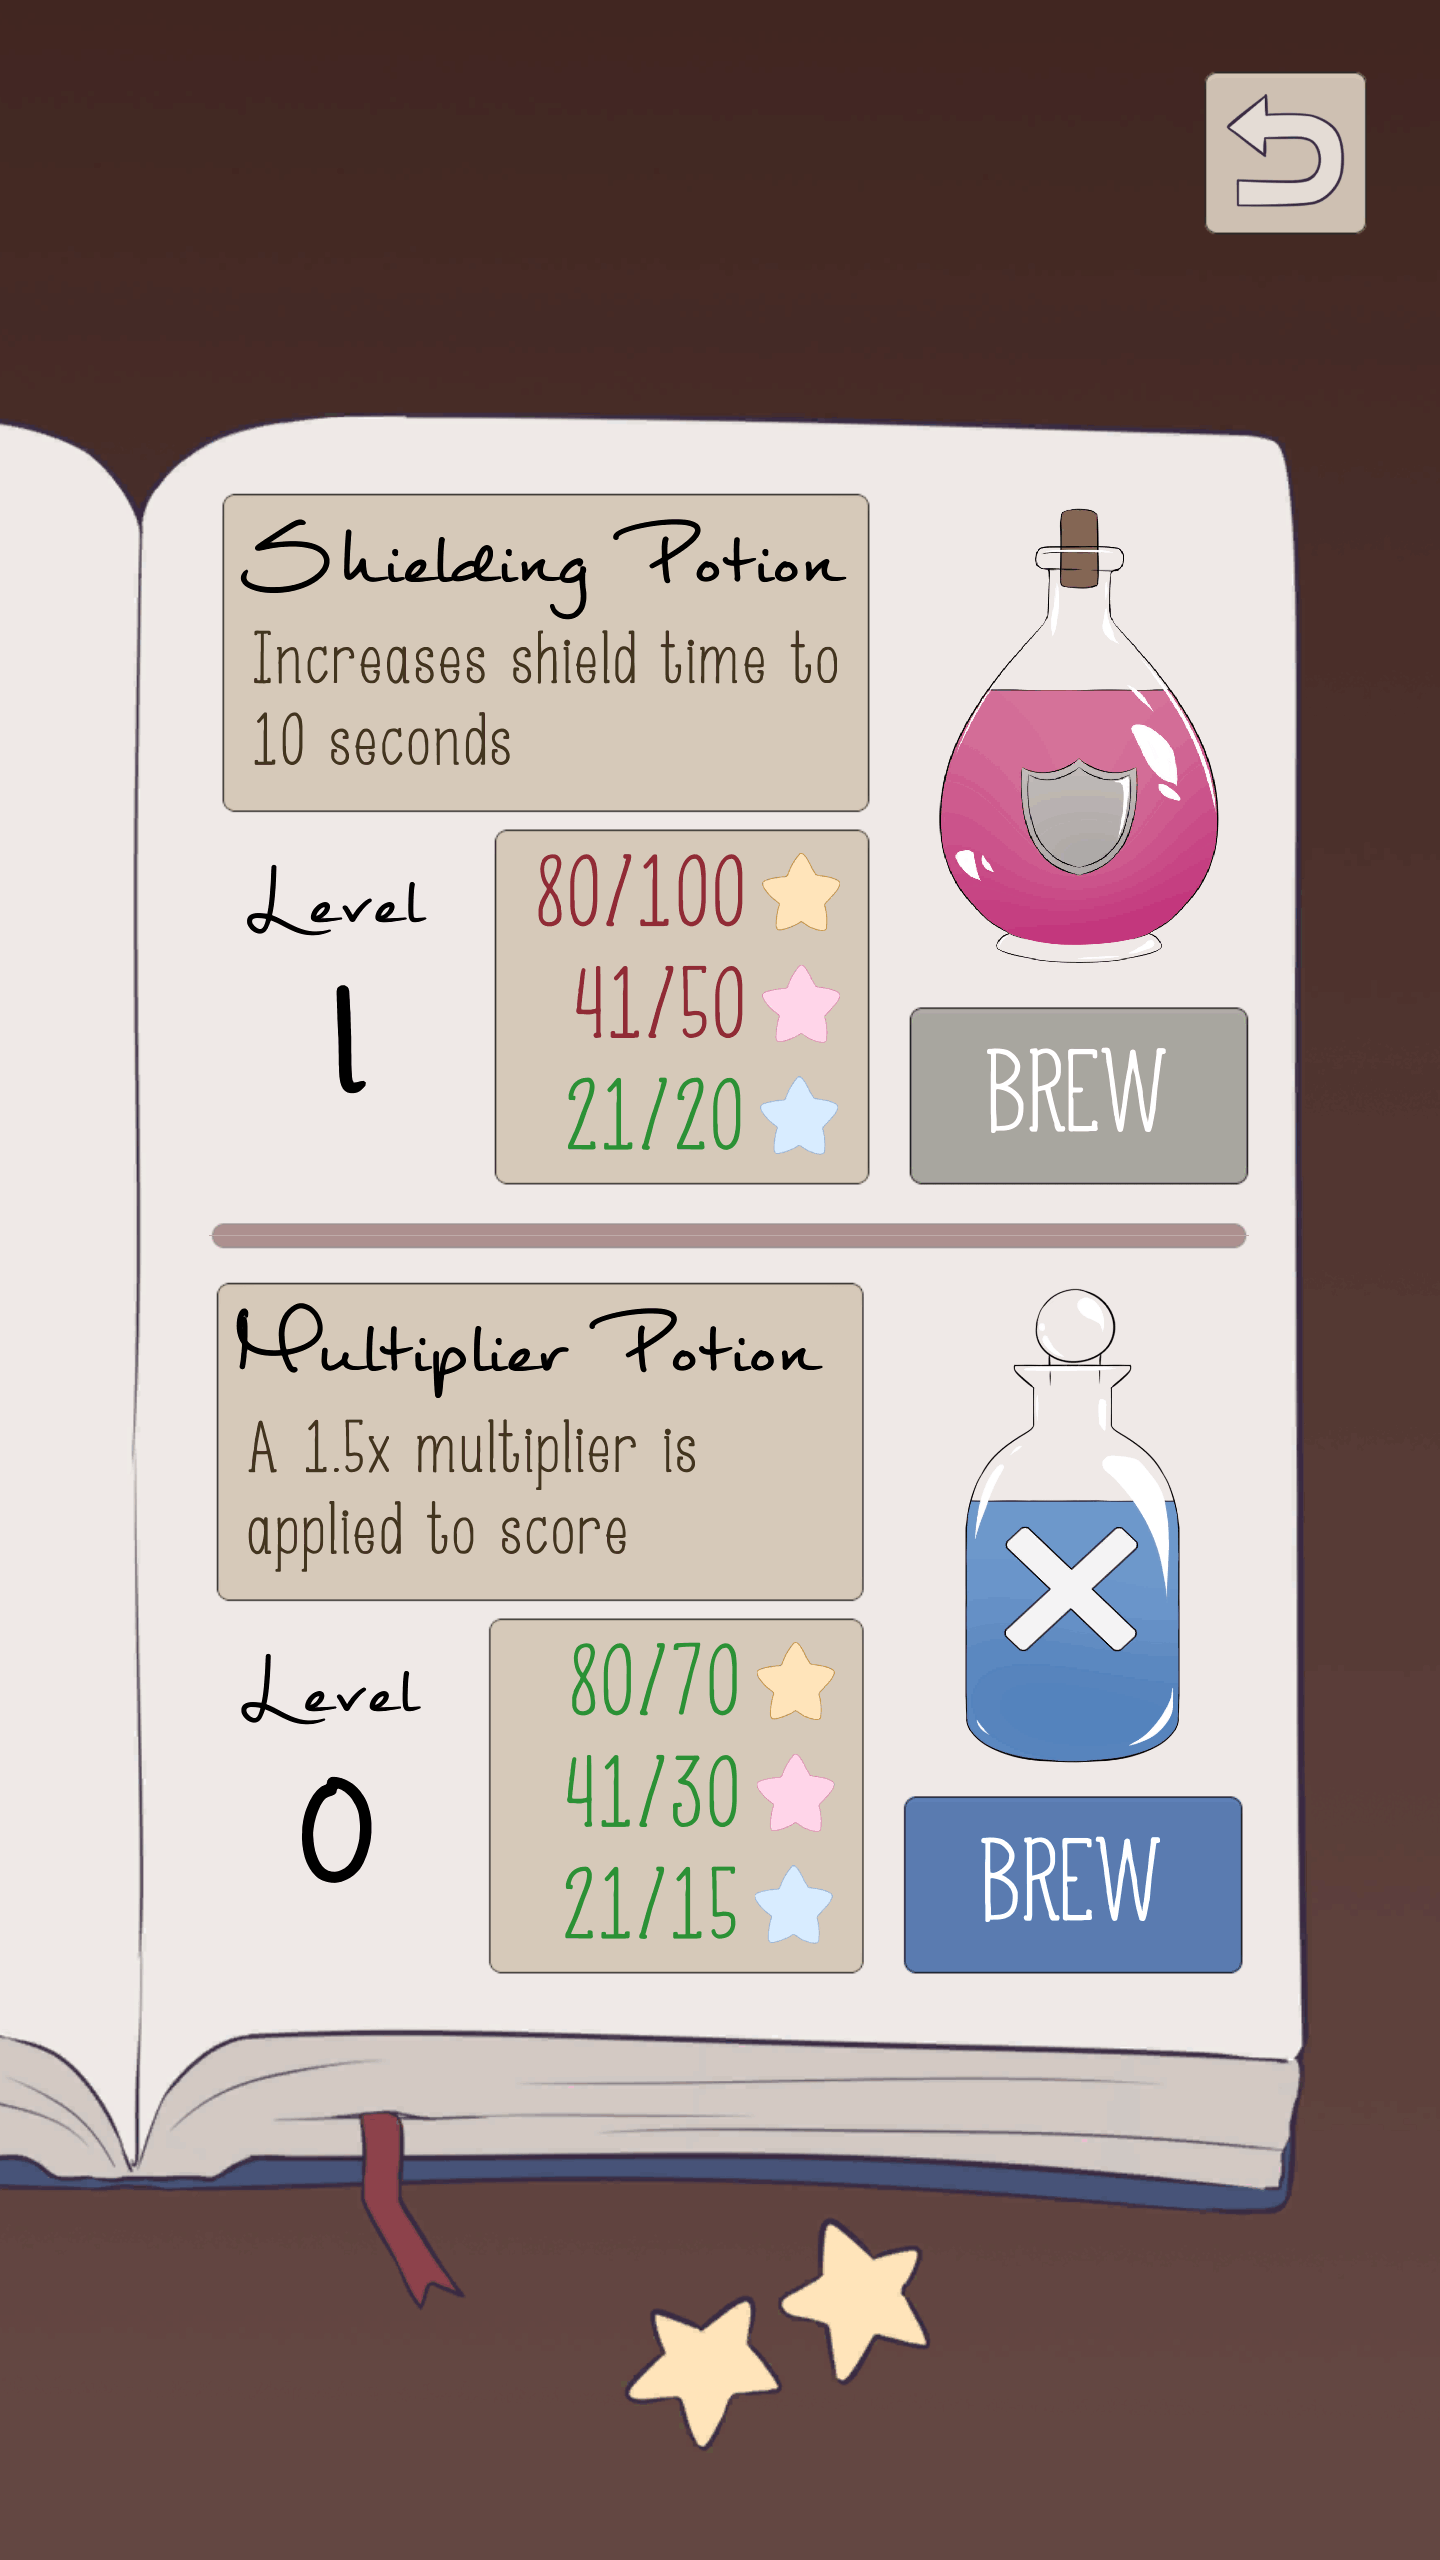 Shielding Potion
Increases shield time to
10 seconds
Level
1
80/100
41/50
21/20
BREW
Multiplier Potion
A 1.5x multiplier is
applied to score
Level
0
80/70
41/30
21/15
BREW